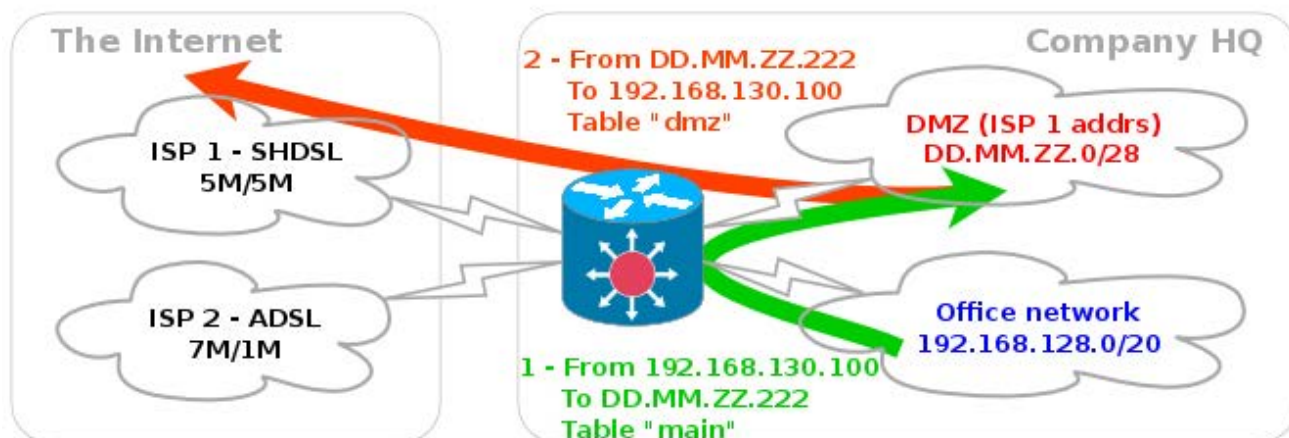 The Internet
Company HQ
2 - From DD.MM.ZZ.222
To 192.168.130.100
Table "dmz"
ISP 1 - SHDSL
5M/5M
DMZ (ISP 1 addrs)
DD.MM.ZZ.0/28
ISP 2 - ADSL
7M/1M
Office network
192.168.128.0/20
1 - From 192.168.130.100
To DD.MM.ZZ.222
Table "main"